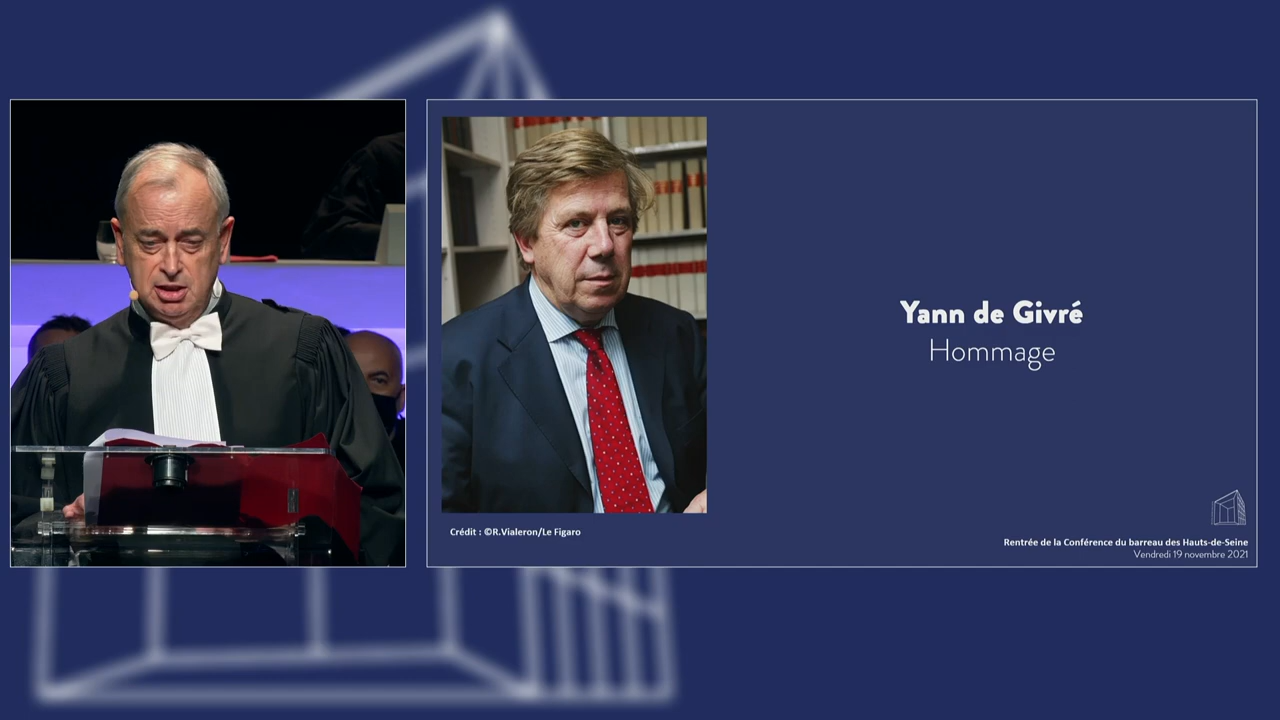 Yann de Givré
Hommage
Crédit : ©R.Vialeron/Le Figaro
Rentrée de la Conférence du barreau des Hauts-de-Seine
Vendredi 19 novembre 2021